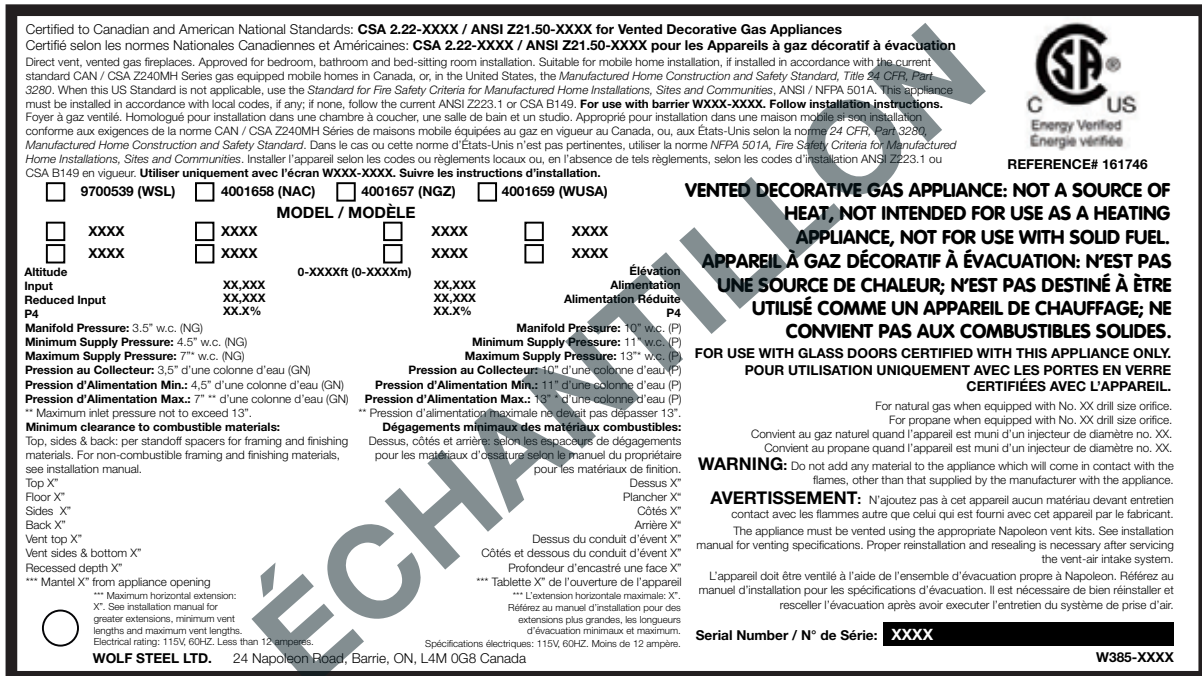 Certified to Canadian and American National Standards: CSA 2.22-XXXX / ANSI Z21.50-XXXX for Vented Decorative Gas Appliances
Certifié selon les normes Nationales Canadiennes et Américaines: CSA 2.22-XXXX / ANSI Z21.50-XXXX pour les Appareils à gaz décoratif à évacuation
Direct vent, vented gas fireplaces. Approved for bedroom, bathroom and bed-sitting room installation. Suitable for mobile home installation, if installed in accordance with the current
standard CAN / CSA Z240MH Series gas equipped mobile homes in Canada, or, in the United States, the Manufactured Home Construction and Safety Standard, Title 24 CFR, Part
3280. When this US Standard is not applicable, use the Standard for Fire Safety Criteria for Manufactured Home Installations, Sites and Communities, ANSI / NFPA 501A. This appliance
must be installed in accordance with local codes, if any; if none, follow the current ANSI Z223.1 or CSA B149. For use with barrier WXXX-XXXX. Follow installation instructions.
Foyer à gaz ventilé. Homologué pour installation dans une chambre à coucher, une salle de bain et un studio. Approprié pour installation dans une maison mobile si son installation
conforme aux exigences de la norme CAN / CSA Z240MH Séries de maisons mobile équipées au gaz en vigueur au Canada, ou, aux États-Unis selon la norme 24 CFR, Part 3280,
Manufactured Home Construction and Safety Standard. Dans le cas ou cette norme d'États-Unis n'est pas pertinentes, utiliser la norme NFPA 501A, Fire Safety Criteria for Manufactured
Home Installations, Sites and Communities. Installer l'appareil selon les codes ou règlements locaux ou, en l'absence de tels règlements, selon les codes d'installation ANSI Z223.1 ou
CSA B149 en vigueur. Utiliser uniquement avec l'écran WXXX-XXXX. Suivre les instructions d'installation.
CSA ®
C US
Energy Verified
Énergie vérifiée
REFERENCE# 161746
9700539 (WSL) 4001658 (NAC) 4001657 (NGZ) 4001659 (WUSA)
MODEL / MODÈLE
XXXX XXXX XXXX XXXX
XXXX XXXX XXXX XXXX
Altitude 0-XXXXft (0-XXXXm) Élévation
Input XX,XXX XX,XXX Alimentation
Reduced Input XX,XXX XX,XXX Alimentation Réduite
P4 XX.X% XX.X% P4
Manifold Pressure: 3.5" w.c. (NG) Manifold Pressure: 10" w.c. (P)
Minimum Supply Pressure: 4.5" w.c. (NG) Minimum Supply Pressure: 11" w.c. (P)
Maximum Supply Pressure: 7"* w.c. (NG) Maximum Supply Pressure: 13"* w.c. (P)
Pression au Collecteur: 3,5" d'une colonne d'eau (GN) Pression au Collecteur: 10" d'une colonne d'eau (P)
Pression d'Alimentation Min.: 4,5" d'une colonne d'eau (GN) Pression d'Alimentation Min.: 11" d'une colonne d'eau (P)
Pression d'Alimentation Max.: 7" ** d'une colonne d'eau (GN) Pression d'Alimentation Max.: 13" * d'une colonne d'eau (P)
** Maximum inlet pressure not to exceed 13". ** Pression d'alimentation maximale ne devait pas dépasser 13".
Minimum clearance to combustible materials: Dégagements minimaux des matériaux combustibles:
Top, sides & back: per standoff spacers for framing and finishing Dessus, côtés et arrière: selon les espaceurs de dégagements
materials. For non-combustible framing and finishing materials, pour les matériaux d'ossature selon le manuel du propriétaire
see installation manual. pour les matériaux de finition.
Top X" Dessus X"
Floor X" Plancher X"
Sides X" Côtés X"
Back X" Arrière X"
Vent top X" Dessus du conduit d'évent X"
Vent sides & bottom X" Côtés et dessous du conduit d'évent X"
Recessed depth X" Profondeur d'encastré une face X"
*** Mantel X" from appliance opening *** Tablette X" de l'ouverture de l'appareil
*** Maximum horizontal extension: *** L'extension horizontale maximale: X".
X". See installation manual for Référez au manuel d'installation pour des
greater extensions, minimum vent extensions plus grandes, les longueurs
lengths and maximum vent lengths. d'évacuation minimaux et maximum.
Electrical rating: 115V, 60HZ. Less than 12 amperes. Spécifications électriques: 115V, 60HZ. Moins de 12 ampère.
WOLF STEEL LTD. 24 Napoleon Road, Barrie, ON, L4M 0G8 Canada
VENTED DECORATIVE GAS APPLIANCE: NOT A SOURCE OF
HEAT, NOT INTENDED FOR USE AS A HEATING
APPLIANCE, NOT FOR USE WITH SOLID FUEL.
APPAREIL À GAZ DÉCORATIF À ÉVACUATION: N'EST PAS
UNE SOURCE DE CHALEUR; N'EST PAS DESTINÉ À ÈTRE
UTILISÉ COMME UN APPAREIL DE CHAUFFAGE; NE
CONVIENT PAS AUX COMBUSTIBLES SOLIDES.
FOR USE WITH GLASS DOORS CERTIFIED WITH THIS APPLIANCE ONLY.
POUR UTILISATION UNIQUEMENT AVEC LES PORTES EN VERRE
CERTIFIÉES AVEC L'APPAREIL.
For natural gas when equipped with No. XX drill size orifice.
For propane when equipped with No. XX drill size orifice.
Convient au gaz naturel quand l'appareil est muni d'un injecteur de diamètre no. XX.
Convient au propane quand l'appareil est muni d'un injecteur de diamètre no. XX.
WARNING: Do not add any material to the appliance which will come in contact with the
flames, other than that supplied by the manufacturer with the appliance.
AVERTISSEMENT: N'ajoutez pas à cet appareil aucun matériau devant entretien
contact avec les flammes autre que celui qui est fourni avec cet appareil par le fabricant.
The appliance must be vented using the appropriate Napoleon vent kits. See installation
manual for venting specifications. Proper reinstallation and resealing is necessary after servicing
the vent-air intake system.
L'appareil doit être ventilé à l'aide de l'ensemble d'évacuation propre à Napoleon. Référez au
manuel d'installation pour les spécifications d'évacuation. Il est nécessaire de bien réinstaller et
resceller l'évacuation après avoir executer l'entretien du système de prise d'air.
Serial Number / N° de Série: XXXX
W385-XXXX
ÉCHANTILLON